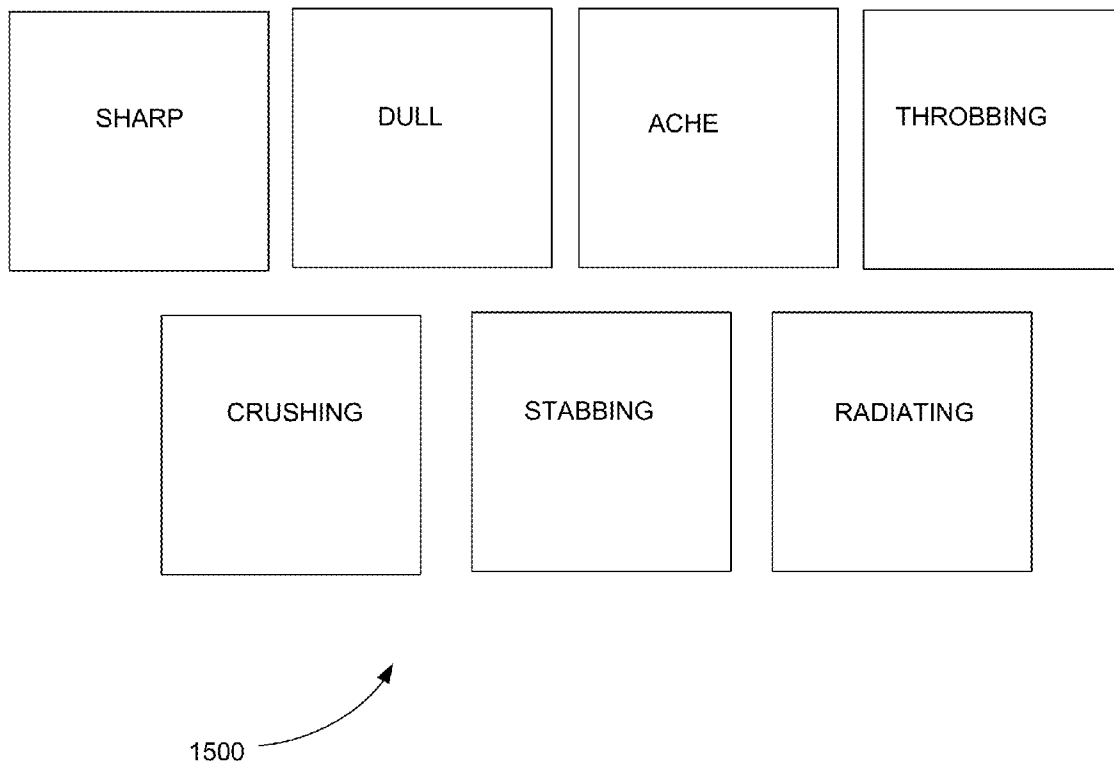 SHARP
DULL
ACHE
THROBBING
CRUSHING
STABBING
RADIATING
1500